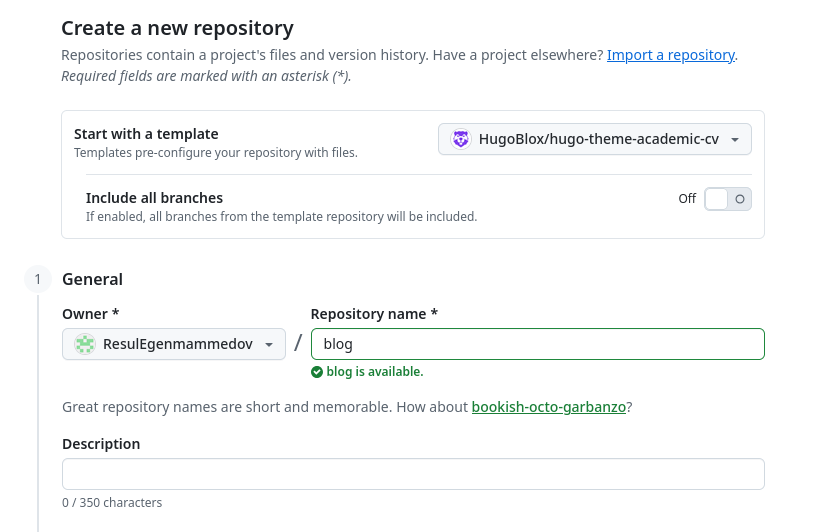 Create a new repository
Repositories contain a project's files and version history. Have a project elsewhere? Import a repository.
Required fields are marked with an asterisk (*).
Start with a template
Templates pre-configure your repository with files.
HugoBlox/hugo-theme-academic-cv
Include all branches
If enabled, all branches from the template repository will be included.
Off
1
General
Owner *
Repository name *
ResulEgenmammedov
/
blog
blog is available.
Great repository names are short and memorable. How about bookish-octo-garbanzo?
Description
0 / 350 characters